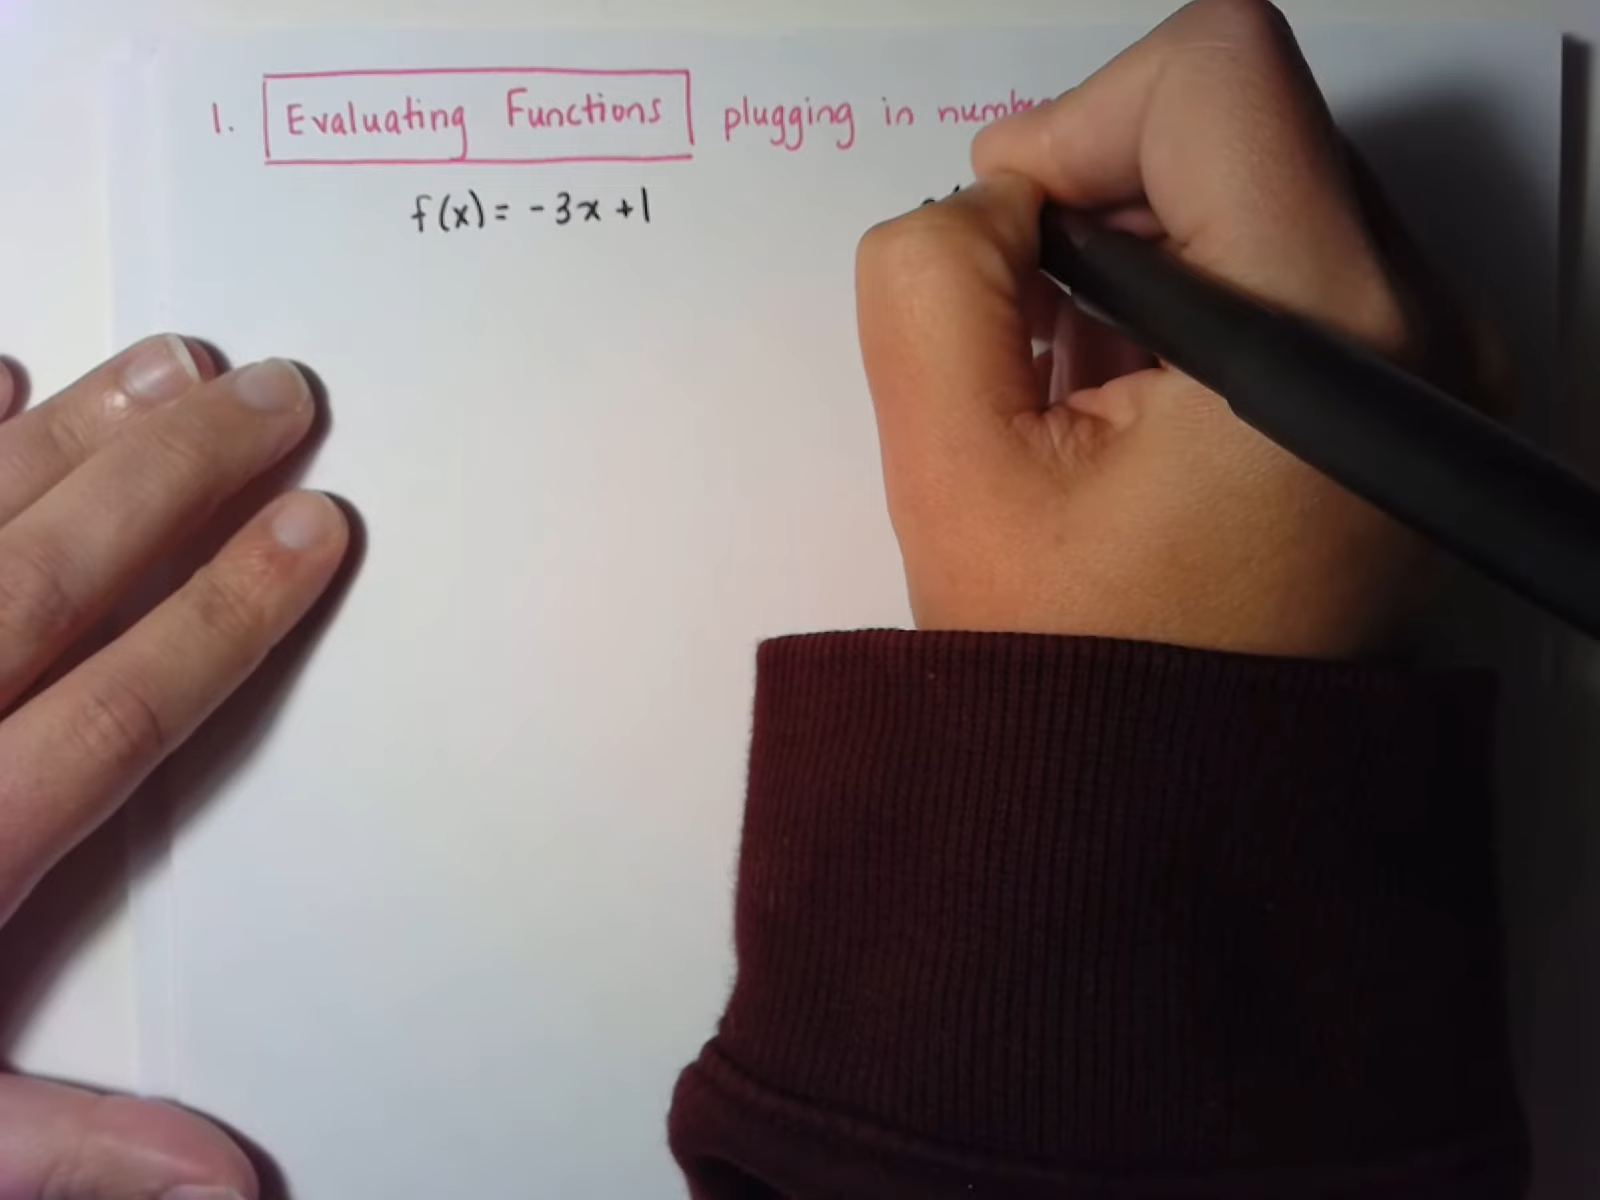 1. Evaluating Functions plugging in
f(x) = -3x +1